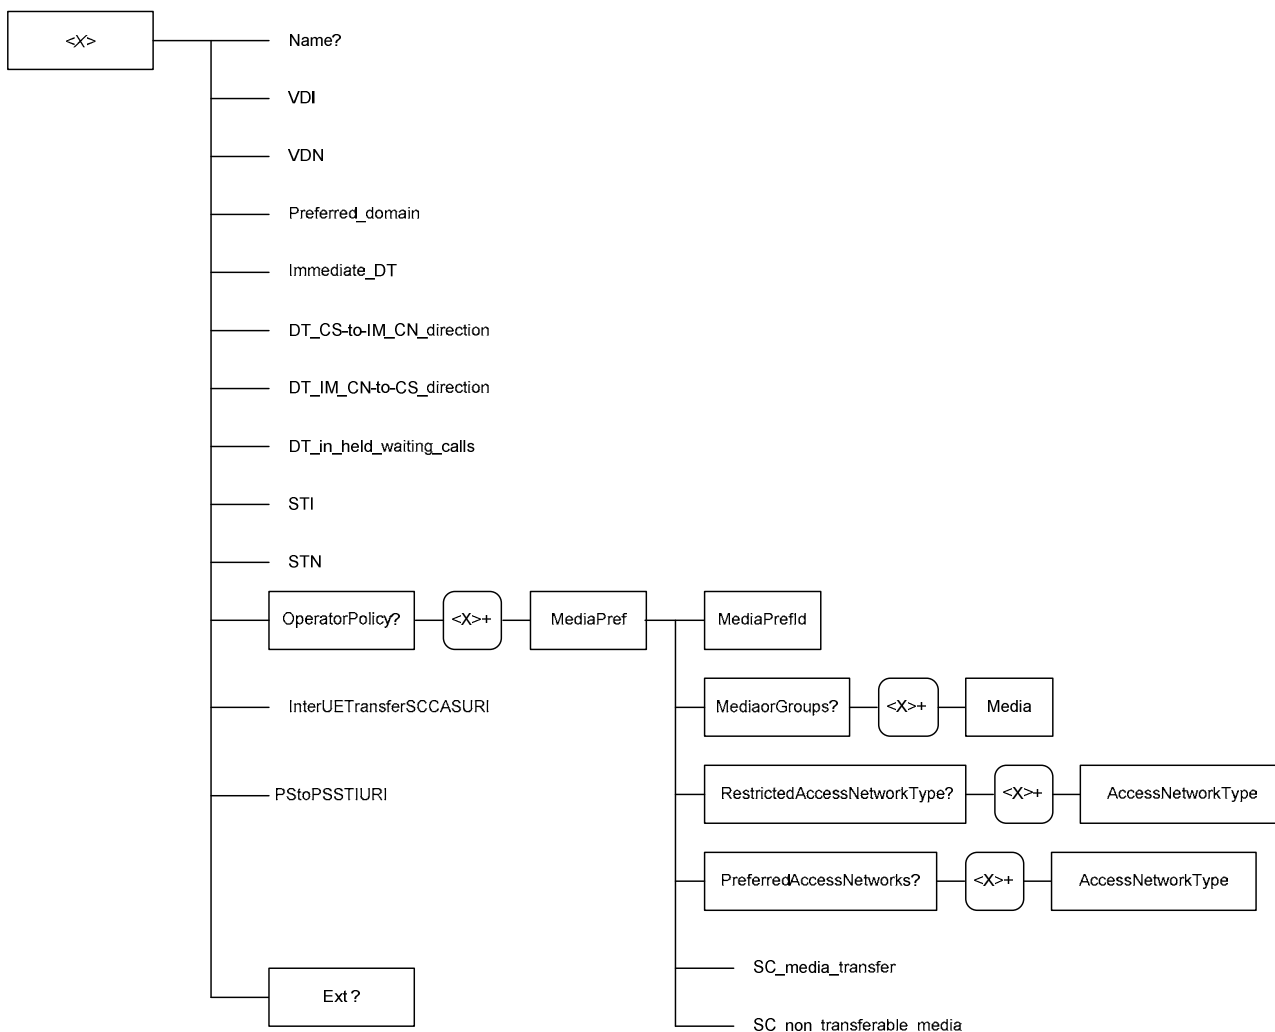 <X>
Name?
VDI
VDN
Preferred_domain
Immediate_DT
DT_CS-to-IM_CN_direction
DT_IM_CN-to-CS_direction
DT_in_held_waiting_calls
STI
STN
OperatorPolicy? <X>+ MediaPref MediaPrefId
InterUETransferSCCASURI MediaorGroups? <X>+ Media
PStoPSSTIURI RestrictedAccessNetworkType? <X>+ AccessNetworkType
PreferredAccessNetworks? <X>+ AccessNetworkType
SC_media_transfer
Ext?
SC_non_transferable_media